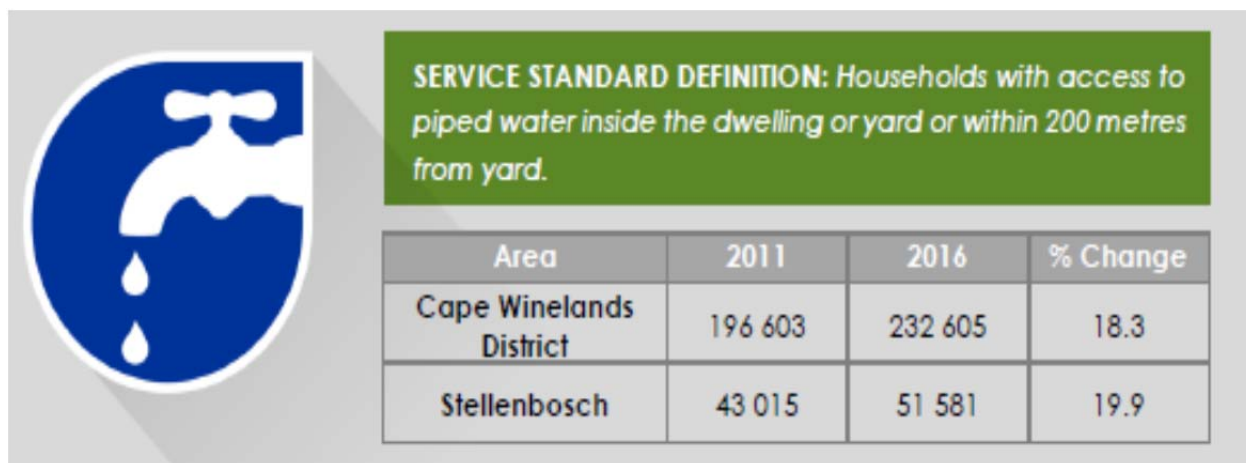 SERVICE STANDARD DEFINITION: Households with access to
piped water inside the dwelling or yard or within 200 metres
from yard.
Area 2011 2016 % Change
Cape Winelands
District 196 603 232 605 18.3
Stellenbosch 43 015 51 581 19.9